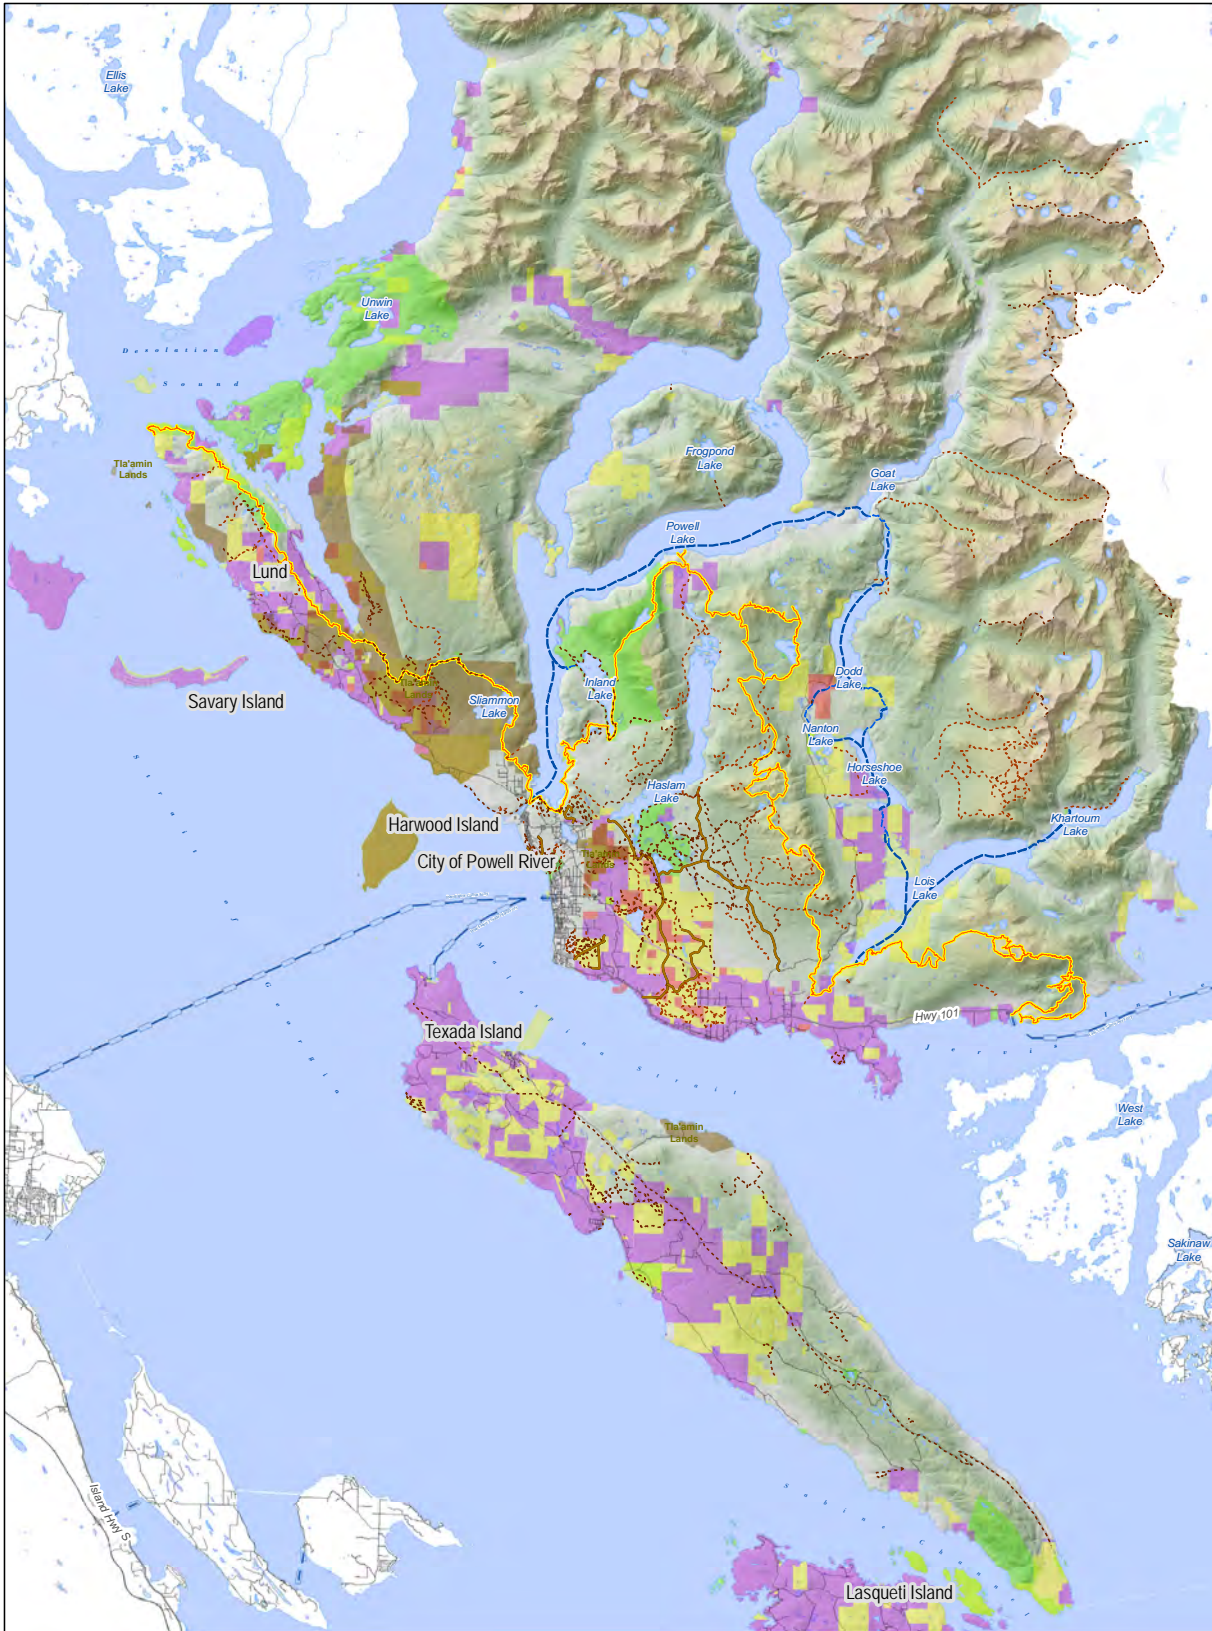 Ellis
Lake
Unwin
Lake
Desolation
Sound
Tla'amin
Lands
Frogpond
Lake
Goat
Lake
Powell
Lake
Lund
Savary Island
Sliammon
Lake
Inland
Lake
Dodd
Lake
Nanton
Lake
Horseshoe
Lake
Haslam
Lake
Khartoum
Lake
Harwood Island
City of Powell River
Lois
Lake
Hwy 101
Texada Island
Tla'amin
Lands
West
Lake
Sakinaw
Lake
Island Hwy S
Lasqueti Island